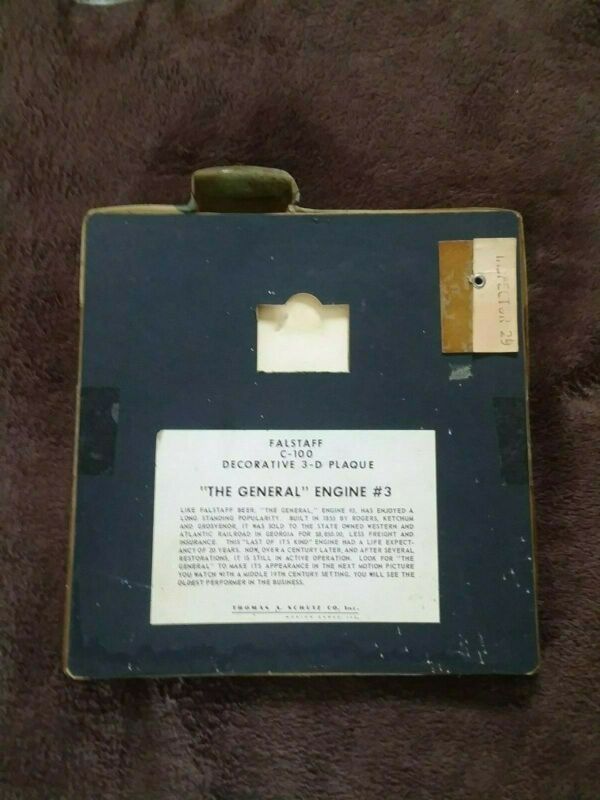 INSPECTOR 29
FALSTAFF
C-100
DECORATIVE 3-D PLAQUE
"THE GENERAL" ENGINE #3
LIKE FALSTAFF BEER, "THE GENERAL," ENGINE #3, HAS ENJOYED A
LONG STANDING POPULARITY. BUILT IN 1855 BY ROGERS, KETCHUM
AND GROSVENOR, IT WAS SOLD TO THE STATE OWNED WESTERN AND
ATLANTIC RAILROAD IN GEORGIA FOR $8,850.00, LESS FREIGHT AND
INSURANCE. THIS "LAST OF ITS KIND" ENGINE HAD A LIFE EXPECT-
ANCY OF 20 YEARS. NOW, OVER A CENTURY LATER, AND AFTER SEVERAL
RESTORATIONS, IT IS STILL IN ACTIVE OPERATION. LOOK FOR "THE
GENERAL" TO MAKE ITS APPEARANCE IN THE NEXT MOTION PICTURE
YOU WATCH WITH A MIDDLE 19TH CENTURY SETTING. YOU WILL SEE THE
OLDEST PERFORMER IN THE BUSINESS.
THOMAS A. SCHUTZ CO., Inc.